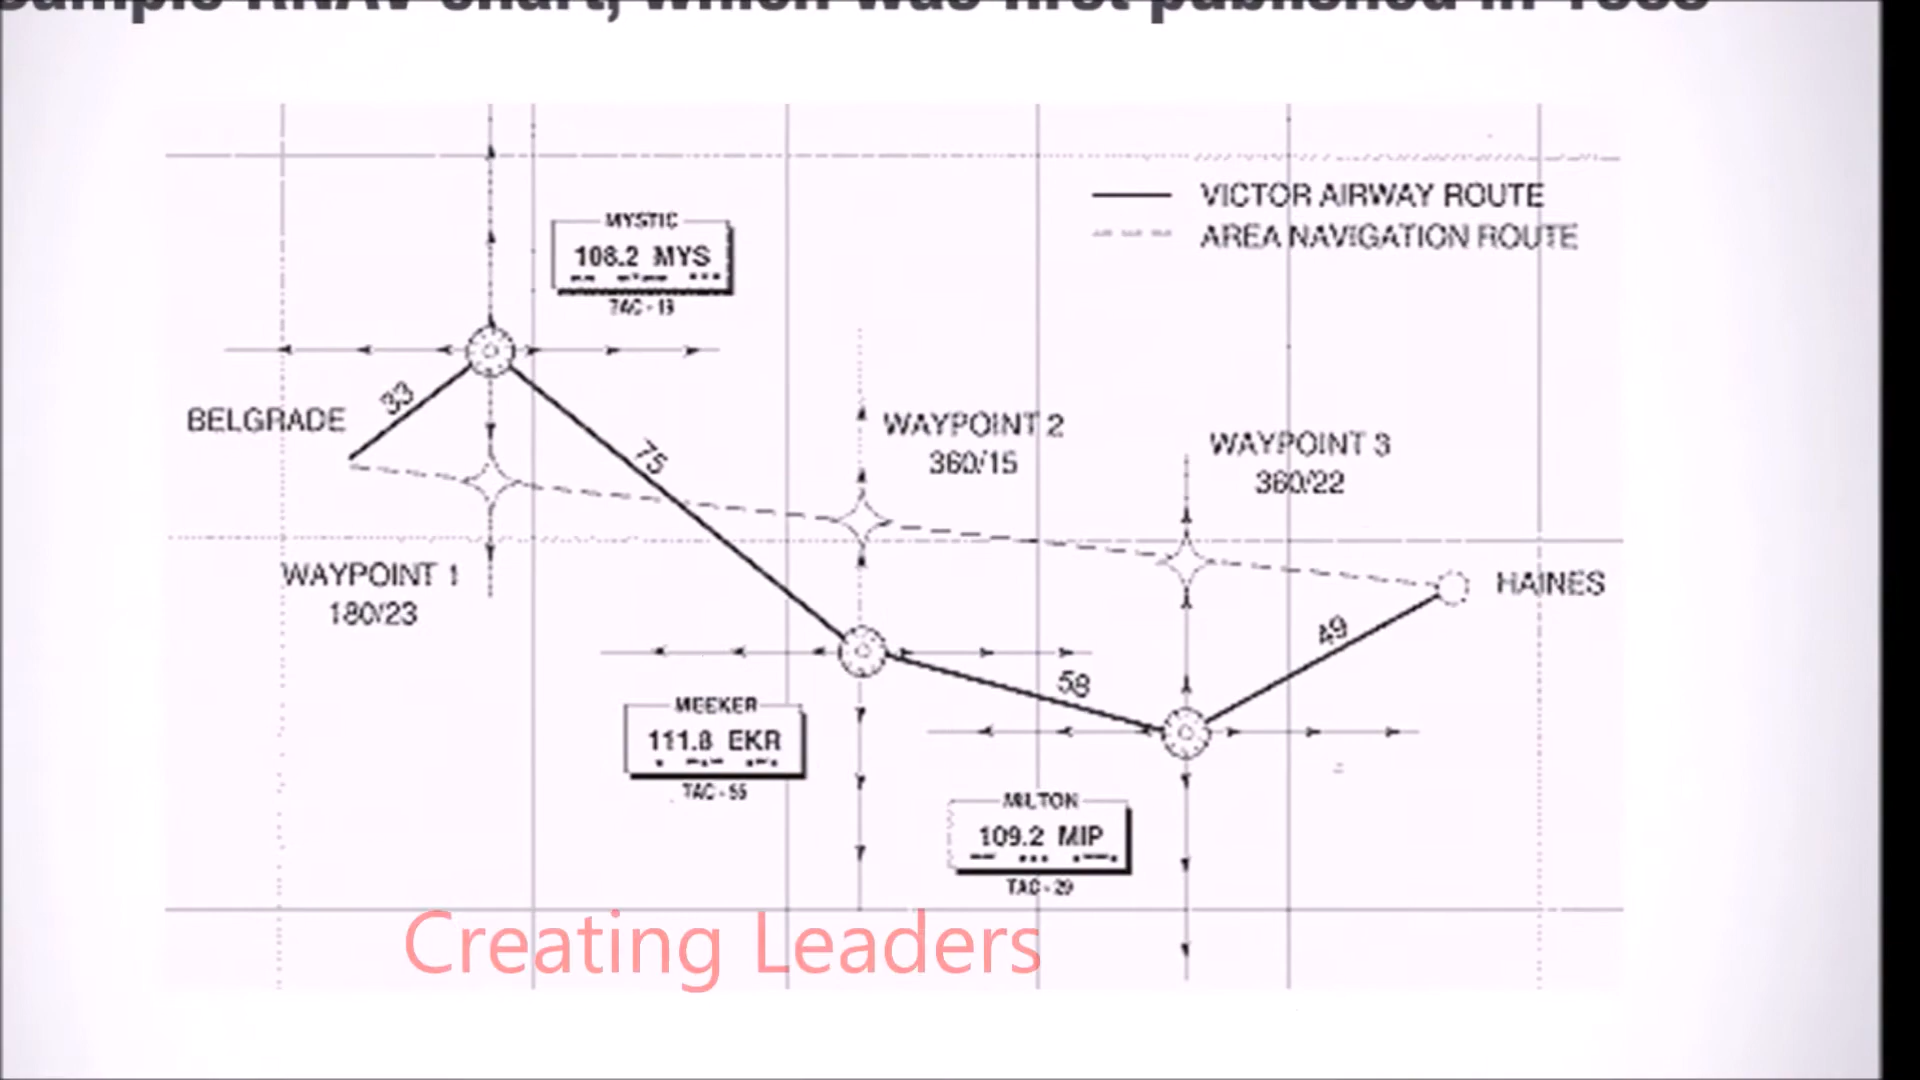 VICTOR AIRWAY ROUTE
AREA NAVIGATION ROUTE
MYSTIC
108.2 MYS
33
BELGRADE
75
WAYPOINT 2
360/15
WAYPOINT 3
360/22
WAYPOINT 1
180/23
HAINES
49
58
MEEKER
111.8 EKR
TAC - 55
MILTON
109.2 MIP
TAC - 29
Creating Leaders